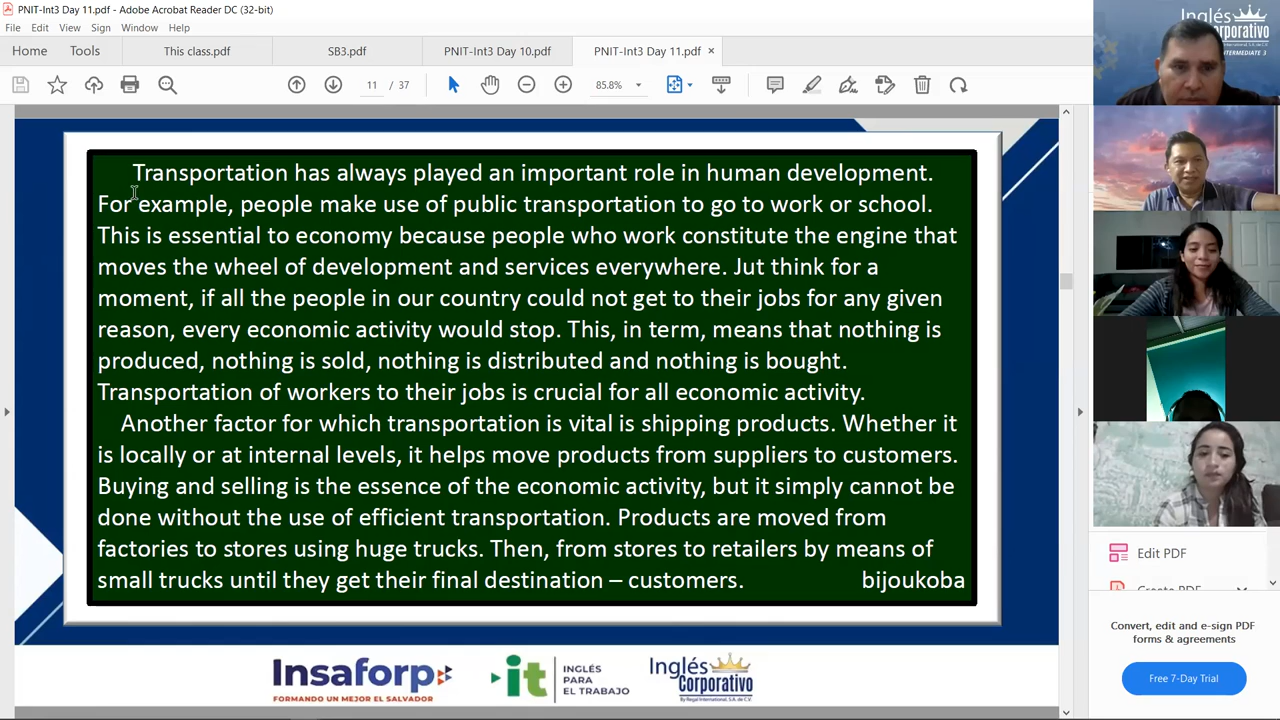 PNIT-Int3 Day 11.pdf - Adobe Acrobat Reader DC (32-bit)
File Edit View Sign Window Help
Home Tools This class.pdf SB3.pdf PNIT-Int3 Day 10.pdf PNIT-Int3 Day 11.pdf ×
11 / 37 85.8%
Transportation has always played an important role in human development.
For example, people make use of public transportation to go to work or school.
This is essential to economy because people who work constitute the engine that
moves the wheel of development and services everywhere. Jut think for a
moment, if all the people in our country could not get to their jobs for any given
reason, every economic activity would stop. This, in term, means that nothing is
produced, nothing is sold, nothing is distributed and nothing is bought.
Transportation of workers to their jobs is crucial for all economic activity.
Another factor for which transportation is vital is shipping products. Whether it
is locally or at internal levels, it helps move products from suppliers to customers.
Buying and selling is the essence of the economic activity, but it simply cannot be
done without the use of efficient transportation. Products are moved from
factories to stores using huge trucks. Then, from stores to retailers by means of
small trucks until they get their final destination – customers. bijoukoba
Insaforp
FORMANDO UN MEJOR EL SALVADOR
it
INGLÉS
PARA
EL TRABAJO
Inglés
Corporativo
By Regal International, S.A. de C.V.
Inglés
Corporativo
INTERMEDIATE 3
Edit PDF
Create PDF
Convert, edit and e-sign PDF
forms & agreements
Free 7-Day Trial